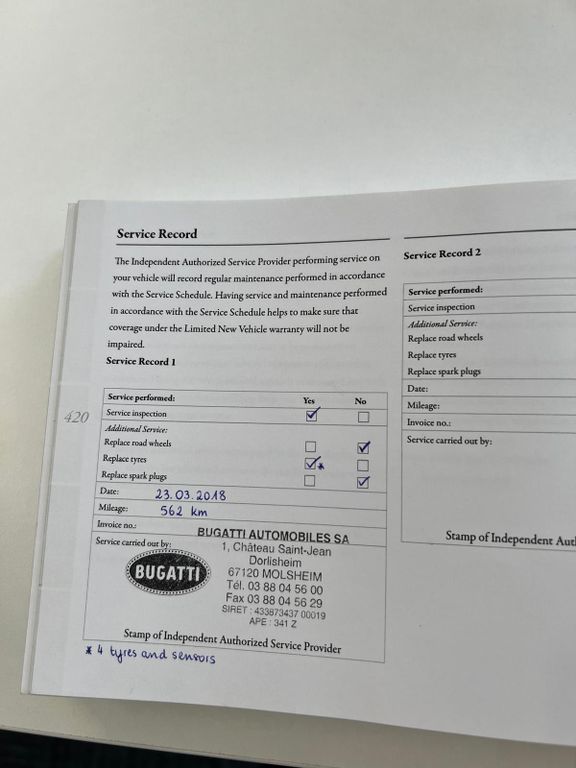 Service Record
The Independent Authorized Service Provider performing service on
your vehicle will record regular maintenance performed in accordance
with the Service Schedule. Having service and maintenance performed
in accordance with the Service Schedule helps to make sure that
coverage under the Limited New Vehicle warranty will not be
impaired.
Service Record 1
420
Service performed: Yes No
Service inspection
Additional Service:
Replace road wheels
Replace tyres *
Replace spark plugs
Date: 23.03.2018
Mileage: 562 km
Invoice no.:
Service carried out by:
BUGATTI
BUGATTI AUTOMOBILES SA
1, Château Saint-Jean
Dorlisheim
67120 MOLSHEIM
Tél. 03 88 04 56 00
Fax 03 88 04 56 29
SIRET : 433873437 00019
APE : 341 Z
Stamp of Independent Authorized Service Provider
* 4 tyres and sensors
Service Record 2
Service performed:
Service inspection
Additional Service:
Replace road wheels
Replace tyres
Replace spark plugs
Date:
Mileage:
Invoice no.:
Service carried out by:
Stamp of Independent Aut